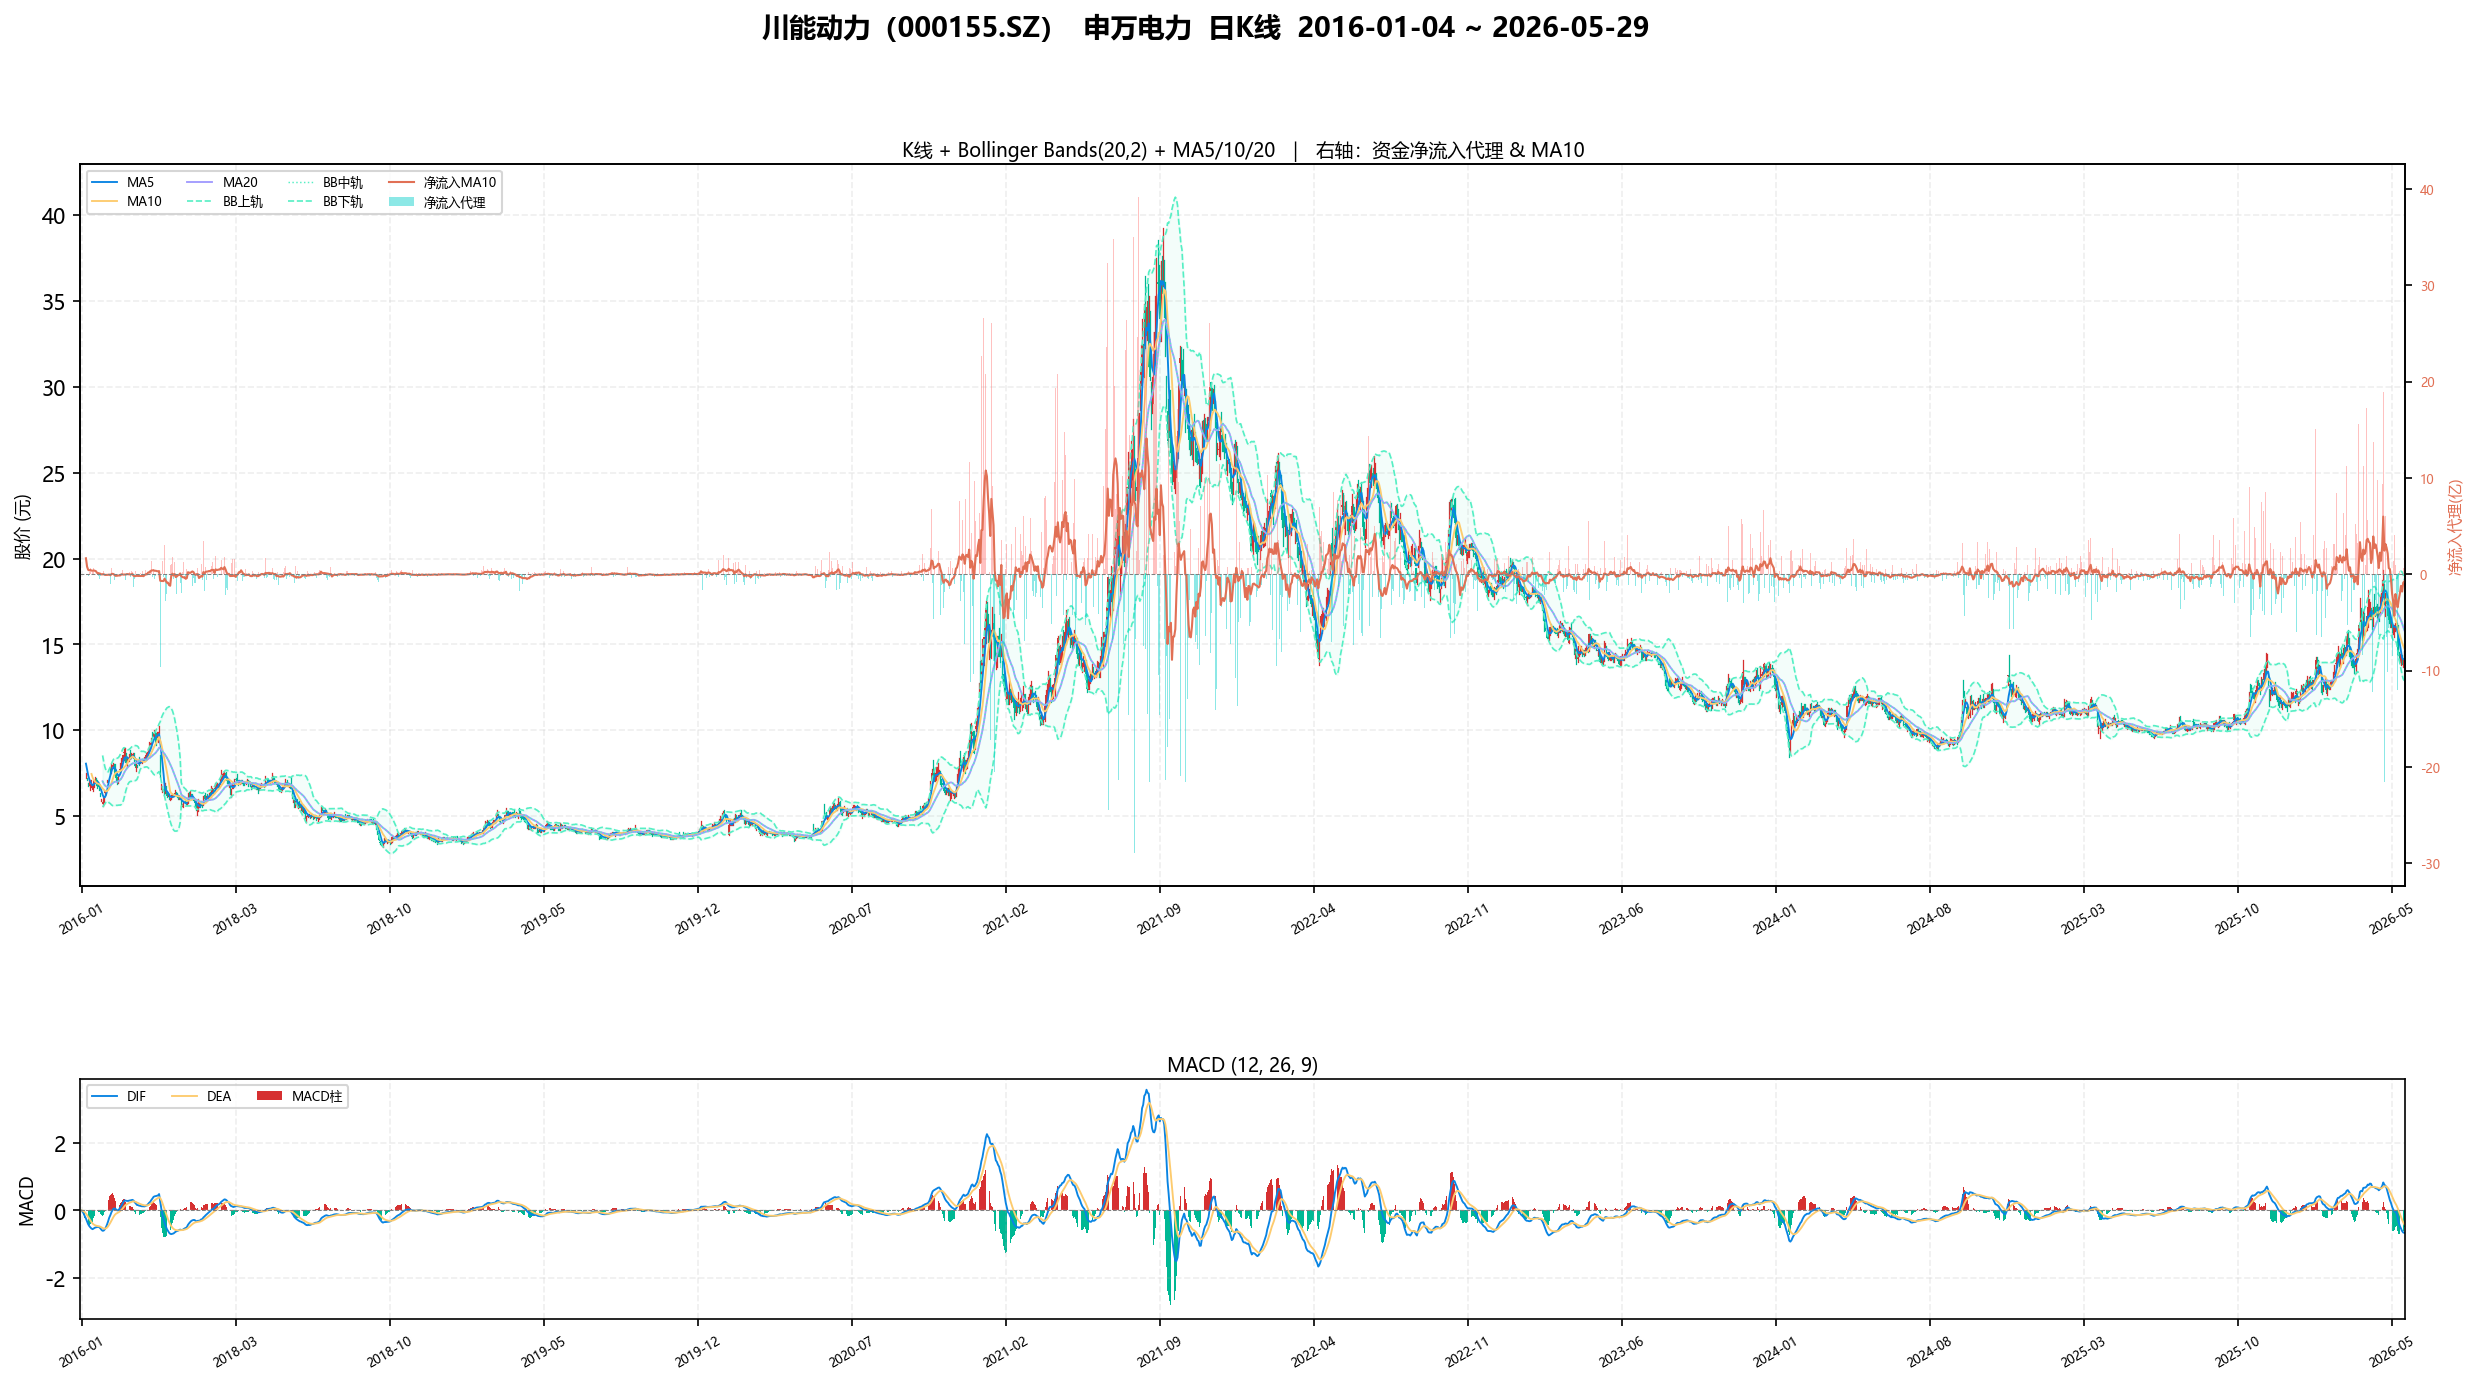 川能动力（000155.SZ） 申万电力 日K线 2016-01-04 ~ 2026-05-29
K线 + Bollinger Bands(20,2) + MA5/10/20 | 右轴：资金净流入代理 & MA10
MA5 MA20 BB中轨 净流入MA10
MA10 BB上轨 BB下轨 净流入代理
股价 (元)
40
35
30
25
20
15
10
5
40
30
20
10
0
-10
-20
-30
净流入代理(亿)
2016-01 2018-03 2018-10 2019-05 2019-12 2020-07 2021-02 2021-09 2022-04 2022-11 2023-06 2024-01 2024-08 2025-03 2025-10 2026-05
MACD (12, 26, 9)
DIF DEA MACD柱
MACD
2
0
-2
2016-01 2018-03 2018-10 2019-05 2019-12 2020-07 2021-02 2021-09 2022-04 2022-11 2023-06 2024-01 2024-08 2025-03 2025-10 2026-05